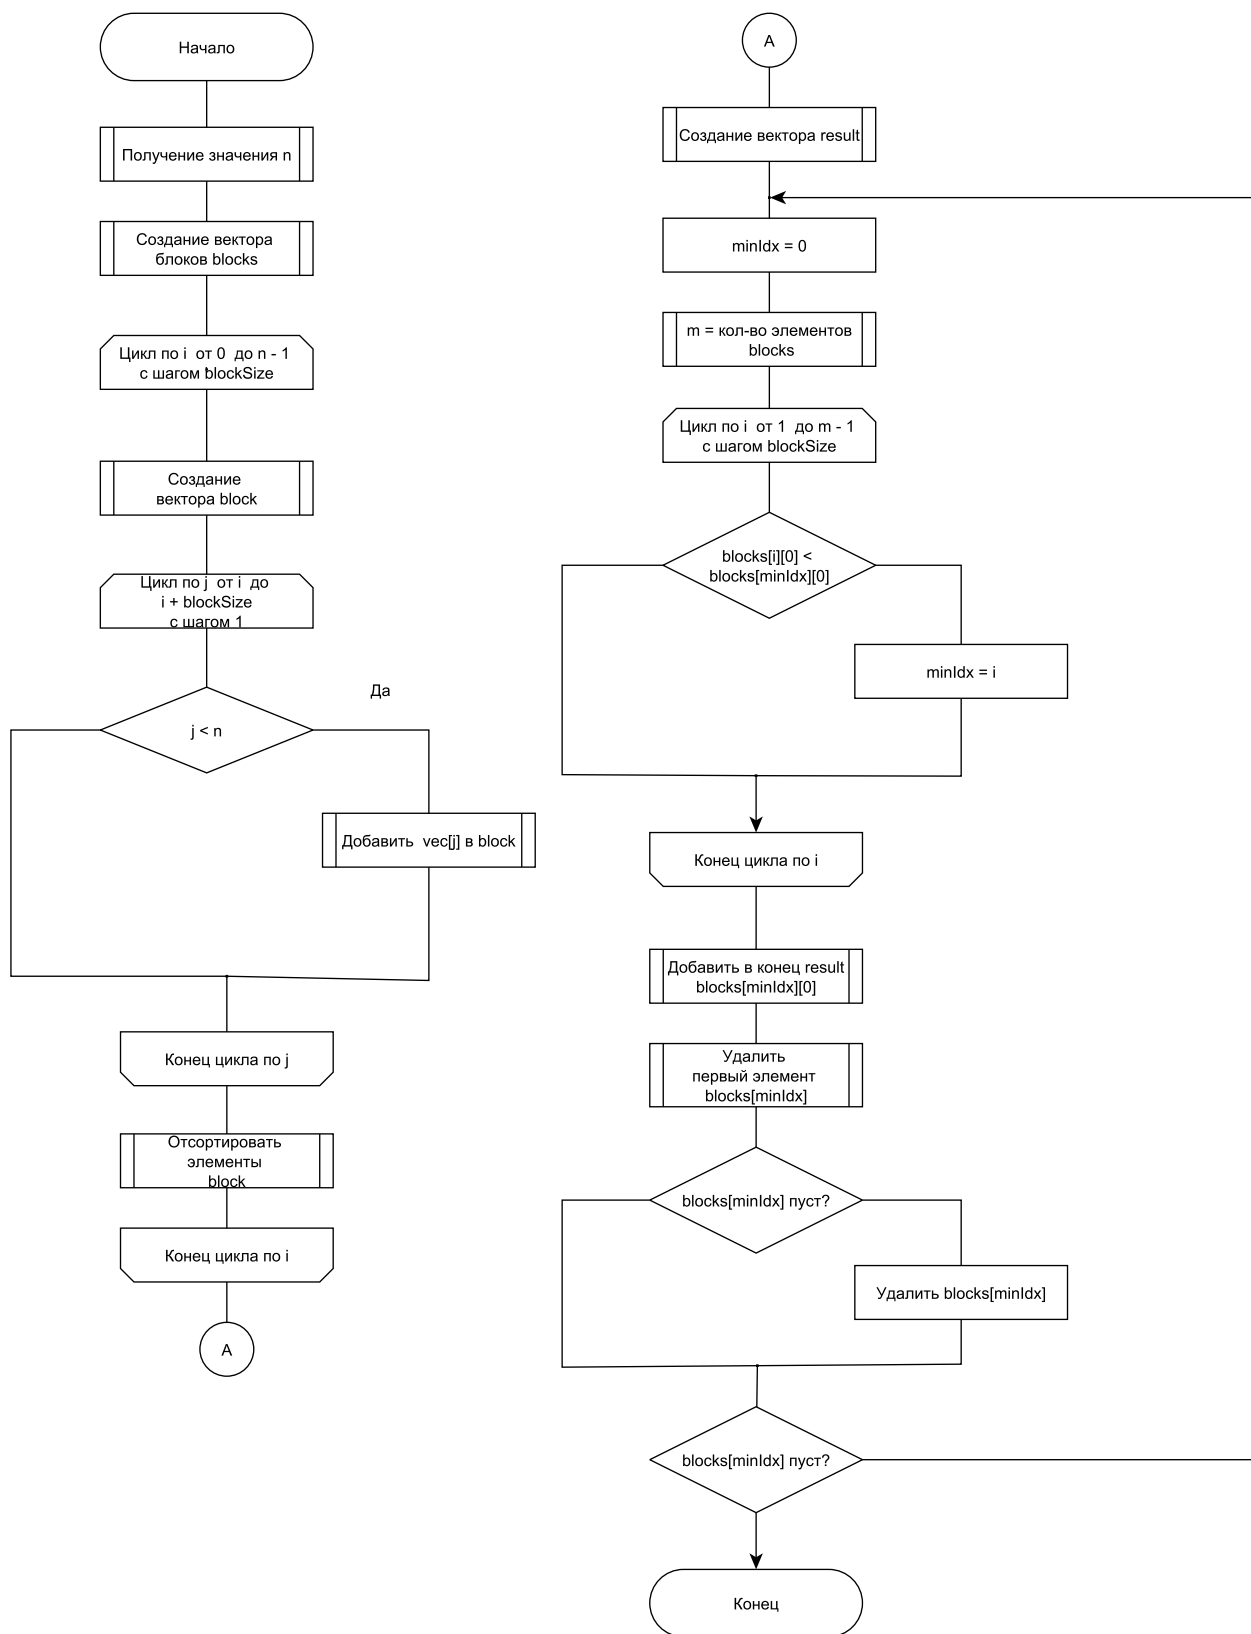 Начало
Получение значения n
Создание вектора
блоков blocks
Цикл по i от 0 до n - 1
с шагом blockSize
Создание
вектора block
Цикл по j от i до
i + blockSize
с шагом 1
Да
j < n
Добавить vec[j] в block
Конец цикла по j
Отсортировать
элементы
block
Конец цикла по i
A
A
Создание вектора result
minIdx = 0
m = кол-во элементов
blocks
Цикл по i от 1 до m - 1
с шагом blockSize
blocks[i][0] <
blocks[minIdx][0]
minIdx = i
Конец цикла по i
Добавить в конец result
blocks[minIdx][0]
Удалить
первый элемент
blocks[minIdx]
blocks[minIdx] пуст?
Удалить blocks[minIdx]
blocks[minIdx] пуст?
Конец